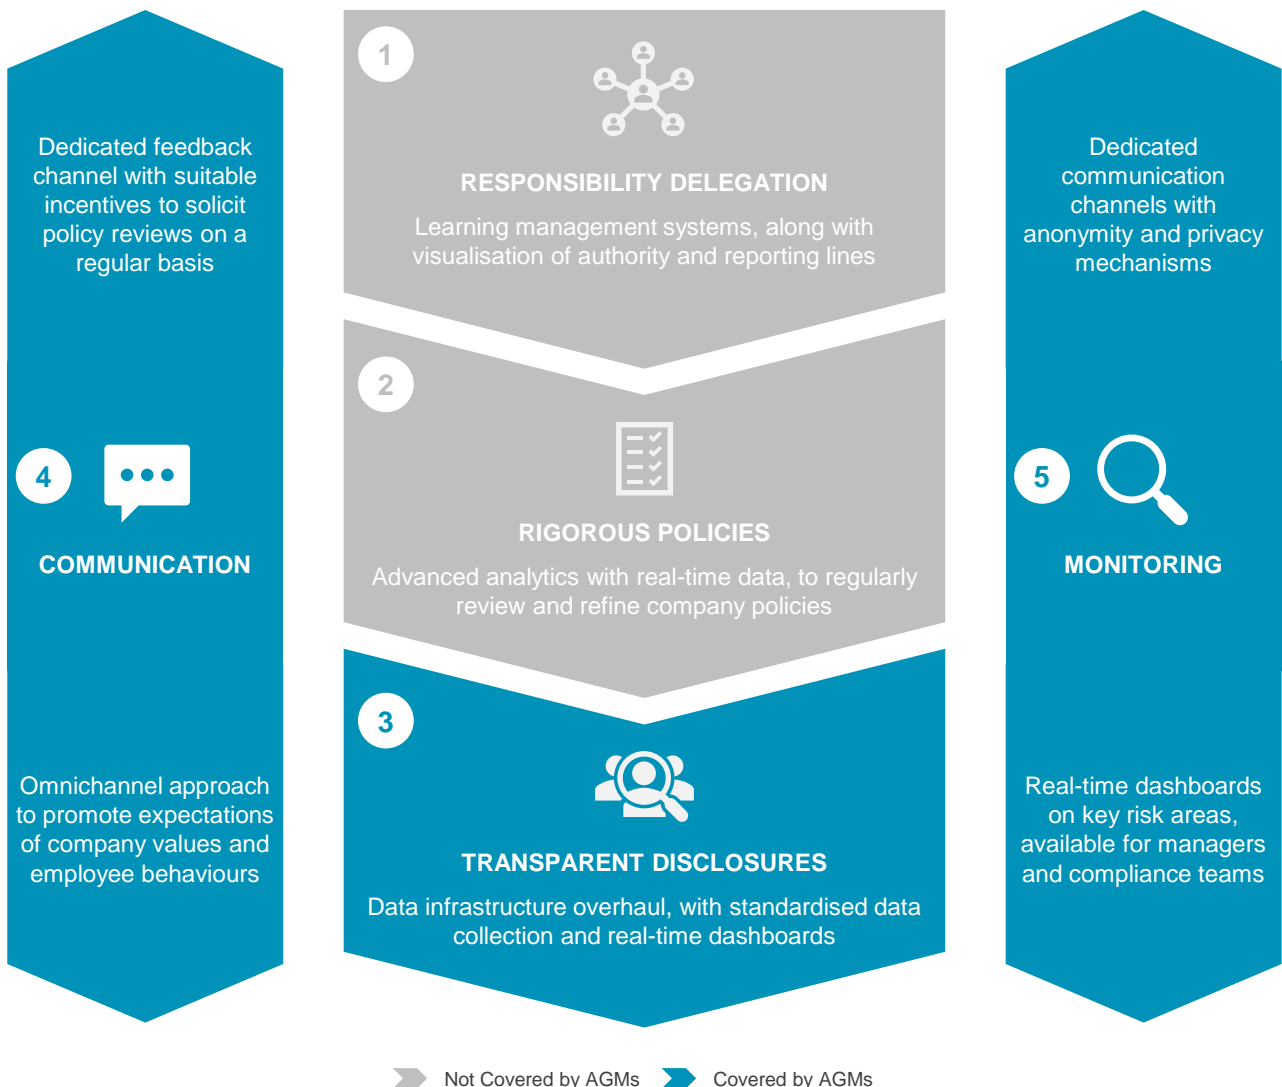 Dedicated feedback
channel with suitable
incentives to solicit
policy reviews on a
regular basis
4
COMMUNICATION
Omnichannel approach
to promote expectations
of company values and
employee behaviours
1
RESPONSIBILITY DELEGATION
Learning management systems, along with
visualisation of authority and reporting lines
2
RIGOROUS POLICIES
Advanced analytics with real-time data, to regularly
review and refine company policies
3
TRANSPARENT DISCLOSURES
Data infrastructure overhaul, with standardised data
collection and real-time dashboards
Dedicated
communication
channels with
anonymity and privacy
mechanisms
5
MONITORING
Real-time dashboards
on key risk areas,
available for managers
and compliance teams
Not Covered by AGMs
Covered by AGMs